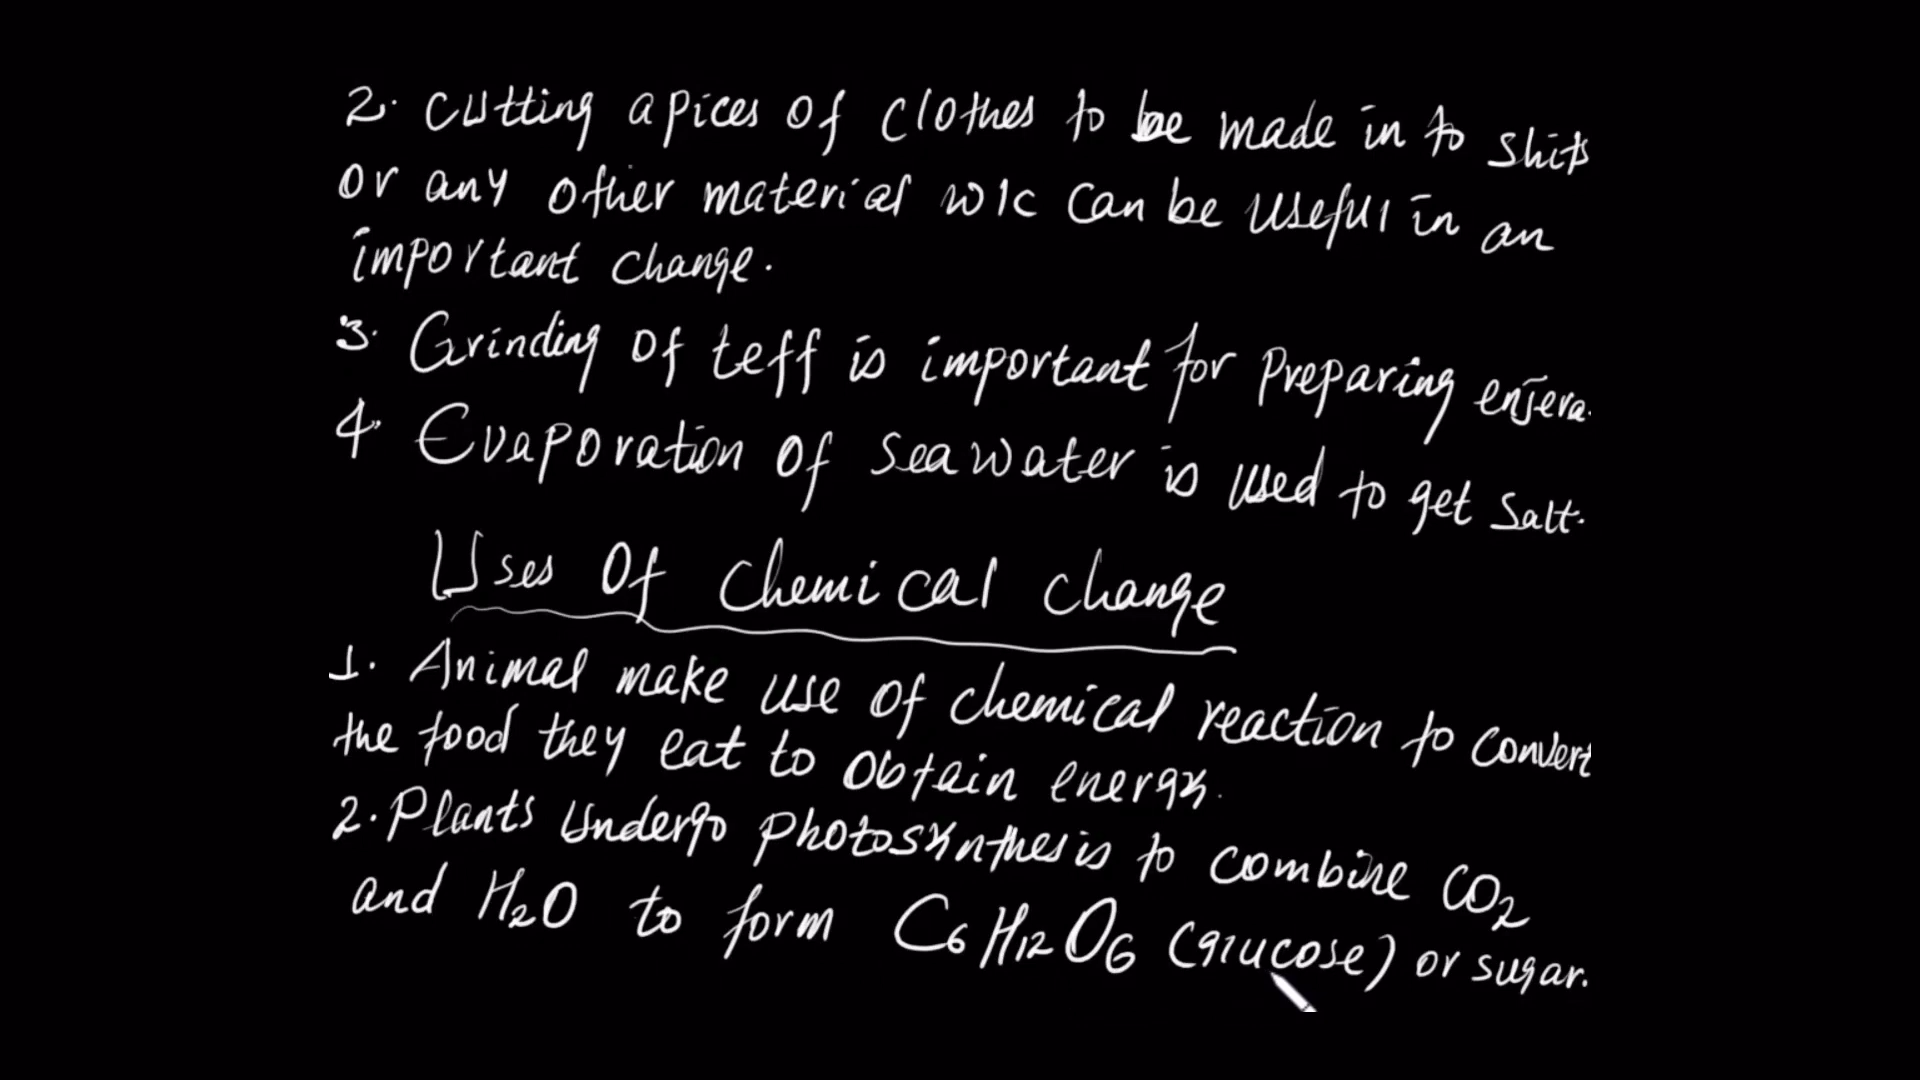 2. Cutting a pices of clothes to be made in to shits
or any other material w/c can be useful in an
important change.
3. Grinding of teff is important for preparing enjera.
4. Evaporation of sea water is used to get salt.
Uses Of chemical change
1. Animal make use of chemical reaction to convert
the food they eat to obtain energy.
2. Plants undergo photosynthesis to combine CO2
and H2O to form C6H12O6 (glucose) or sugar.